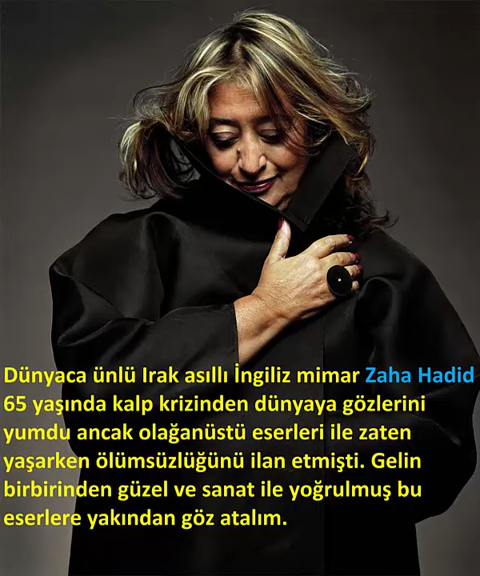 Dünyaca ünlü Irak asıllı İngiliz mimar Zaha Hadid
65 yaşında kalp krizinden dünyaya gözlerini
yumdu ancak olağanüstü eserleri ile zaten
yaşarken ölümsüzlüğünü ilan etmişti. Gelin
birbirinden güzel ve sanat ile yoğrulmuş bu
eserlere yakından göz atalım.